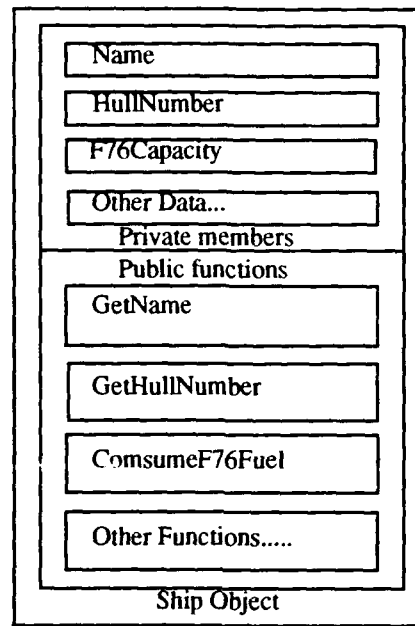 Name
HullNumber
F76Capacity
Other Data...
Private members
Public functions
GetName
GetHullNumber
ComsumeF76Fuel
Other Functions.....
Ship Object